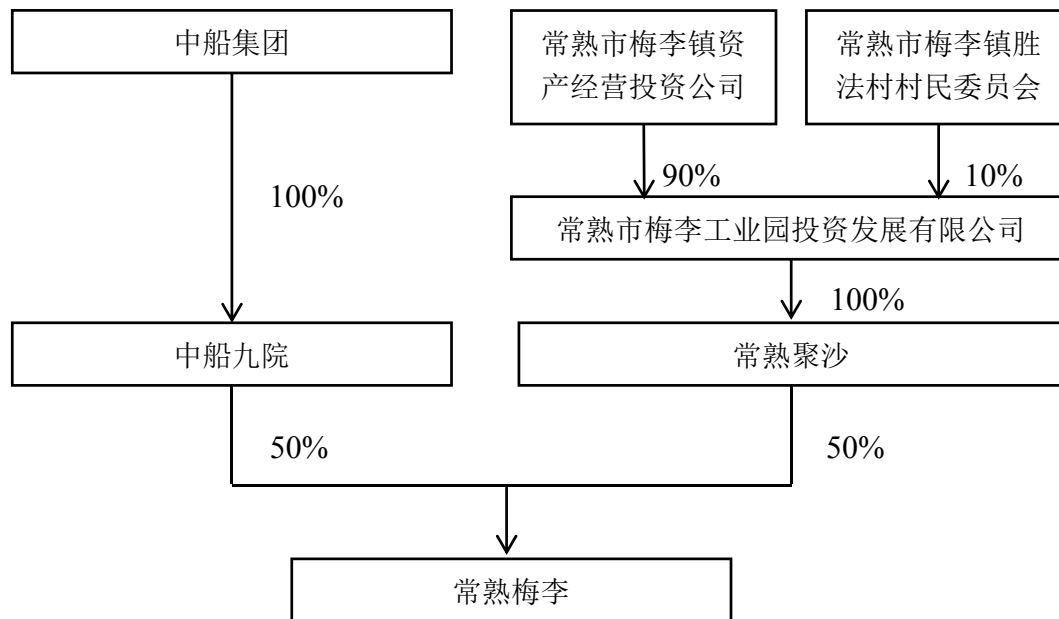 中船集团
常熟市梅李镇资
产经营投资公司
常熟市梅李镇胜
法村村民委员会
100%
90%
10%
常熟市梅李工业园投资发展有限公司
100%
中船九院
常熟聚沙
50%
50%
常熟梅李